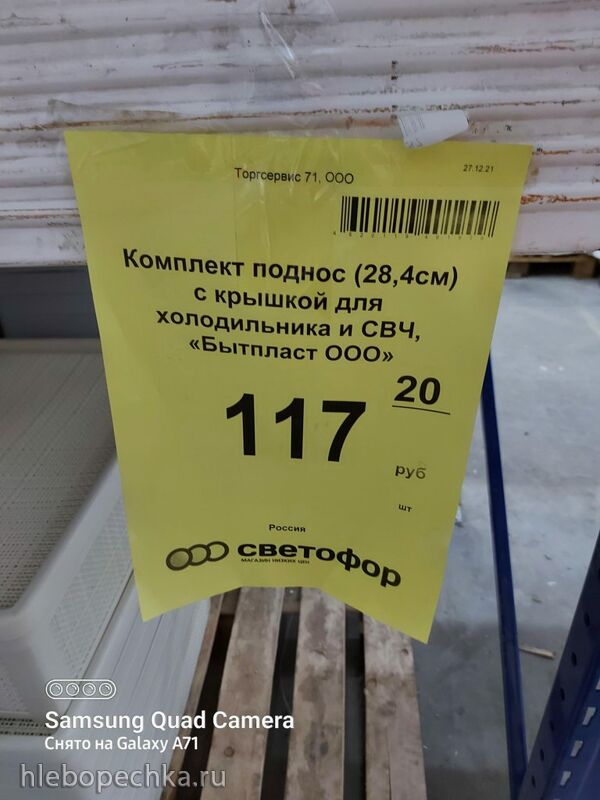 Торгсервис 71, ООО
27.12.21
Комплект поднос (28,4см)
с крышкой для
холодильника и СВЧ,
«Бытпласт ООО»
117 20
руб
шт
Россия
светофор
МАГАЗИН НИЗКИХ ЦЕН
Samsung Quad Camera
Снято на Galaxy A71
hlebopechka.ru